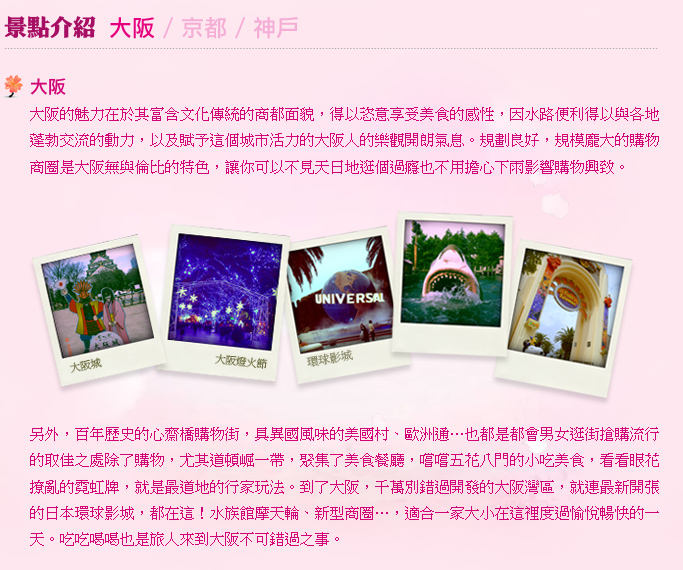 景點介紹 大阪 / 京都 / 神戶
大阪
大阪的魅力在於其富含文化傳統的商都面貌，得以恣意享受美食的感性，因水路便利得以與各地
蓬勃交流的動力，以及賦予這個城市活力的大阪人的樂觀開朗氣息。規劃良好，規模龐大的購物
商圈是大阪無與倫比的特色，讓你可以不見天日地逛個過癮也不用擔心下雨影響購物興致。
大阪城
大阪燈火節
UNIVERSAL
環球影城
另外，百年歷史的心齋橋購物街，具異國風味的美國村、歐洲通…也都是都會男女逛街搶購流行
的取佳之處除了購物，尤其道頓崛一帶，聚集了美食餐廳，嚐嚐五花八門的小吃美食，看看眼花
撩亂的霓虹牌，就是最道地的行家玩法。到了大阪，千萬別錯過開發的大阪灣區，就連最新開張
的日本環球影城，都在這！水族館摩天輪、新型商圈…，適合一家大小在這裡度過愉悅暢快的一
天。吃吃喝喝也是旅人來到大阪不可錯過之事。